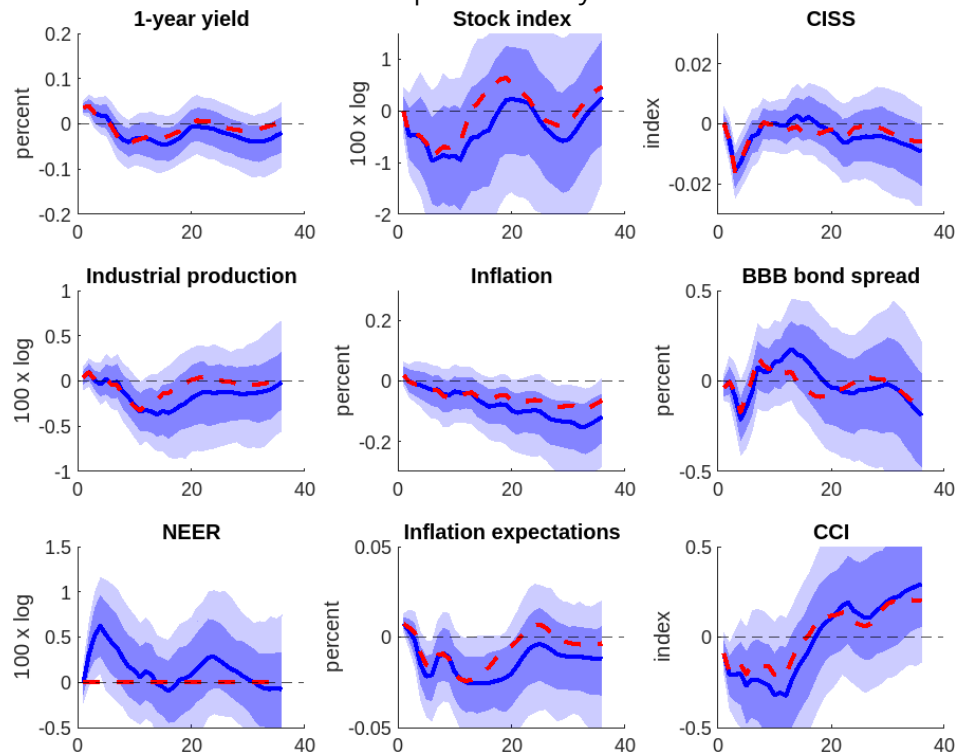 1-year yield Stock index CISS
percent 0.2 0.1 0 -0.1 -0.2 0 20 40
100 x log 1 0 -1 -2 0 20 40
index 0.02 0 -0.02 0 20 40
Industrial production Inflation BBB bond spread
100 x log 1 0.5 0 -0.5 -1 0 20 40
percent 0.2 0 -0.2 0 20 40
percent 0.5 0 -0.5 0 20 40
NEER Inflation expectations CCI
100 x log 1.5 1 0.5 0 -0.5 0 20 40
percent 0.05 0 -0.05 0 20 40
index 0.5 0 -0.5 0 20 40